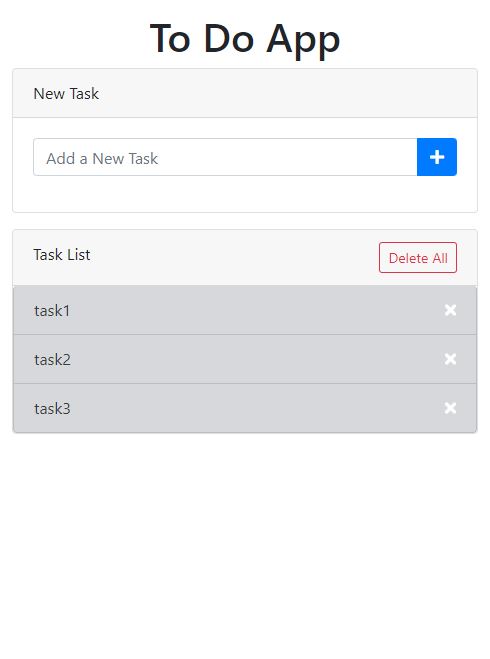 To Do App
New Task
Add a New Task
Task List
Delete All
task1
task2
task3